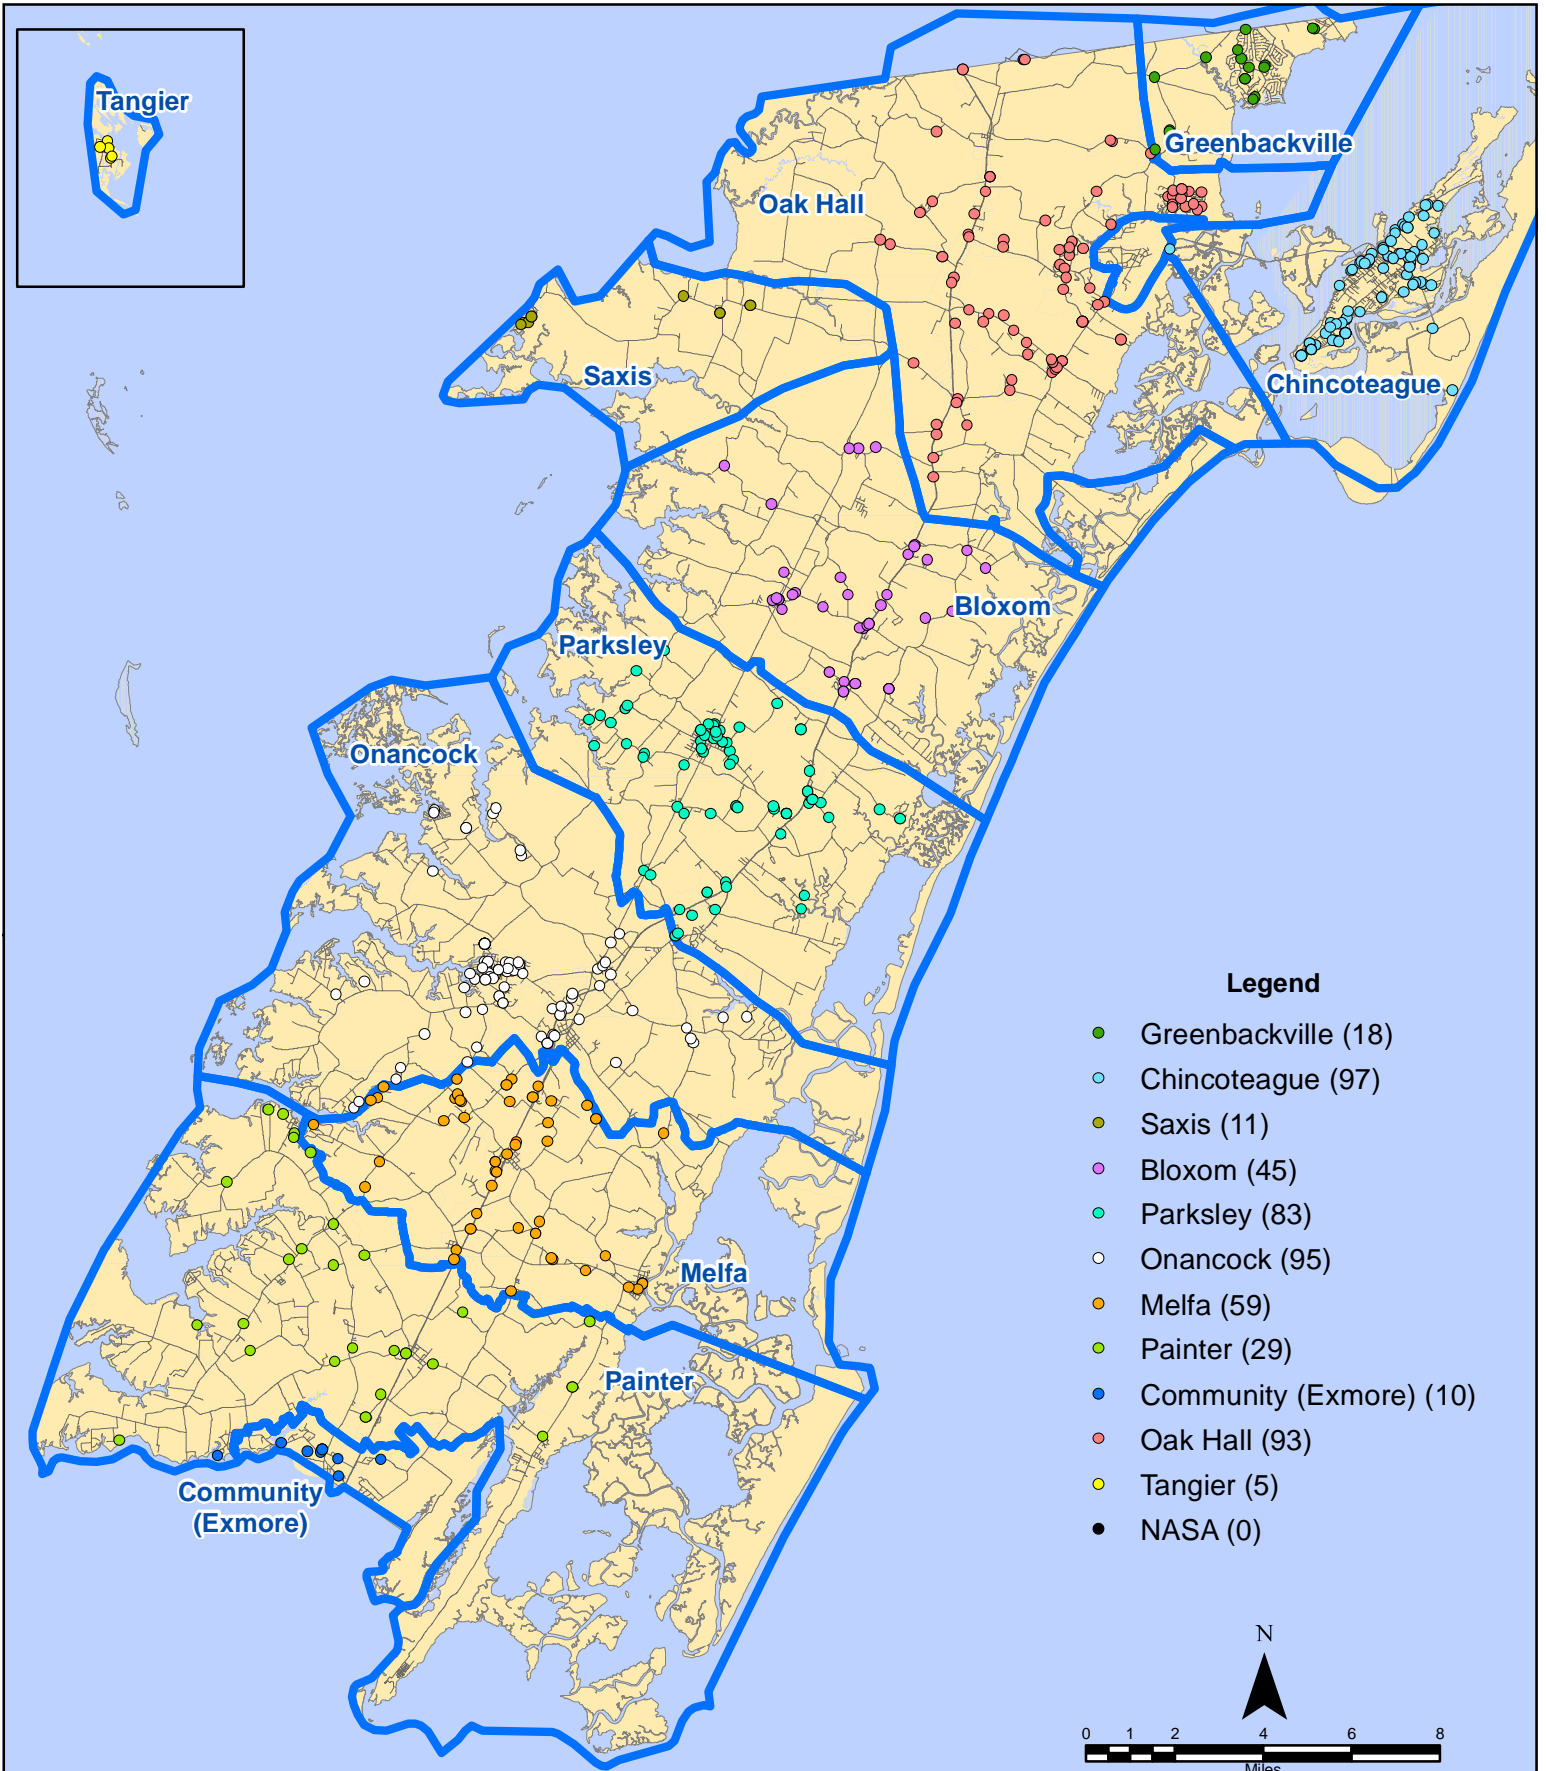 Tangier
Greenbackville
Oak Hall
Saxis
Chincoteague
Bloxom
Parksley
Onancock
Melfa
Painter
Community
(Exmore)
Legend
Greenbackville (18)
Chincoteague (97)
Saxis (11)
Bloxom (45)
Parksley (83)
Onancock (95)
Melfa (59)
Painter (29)
Community (Exmore) (10)
Oak Hall (93)
Tangier (5)
NASA (0)
N
0 1 2 4 6 8
Miles